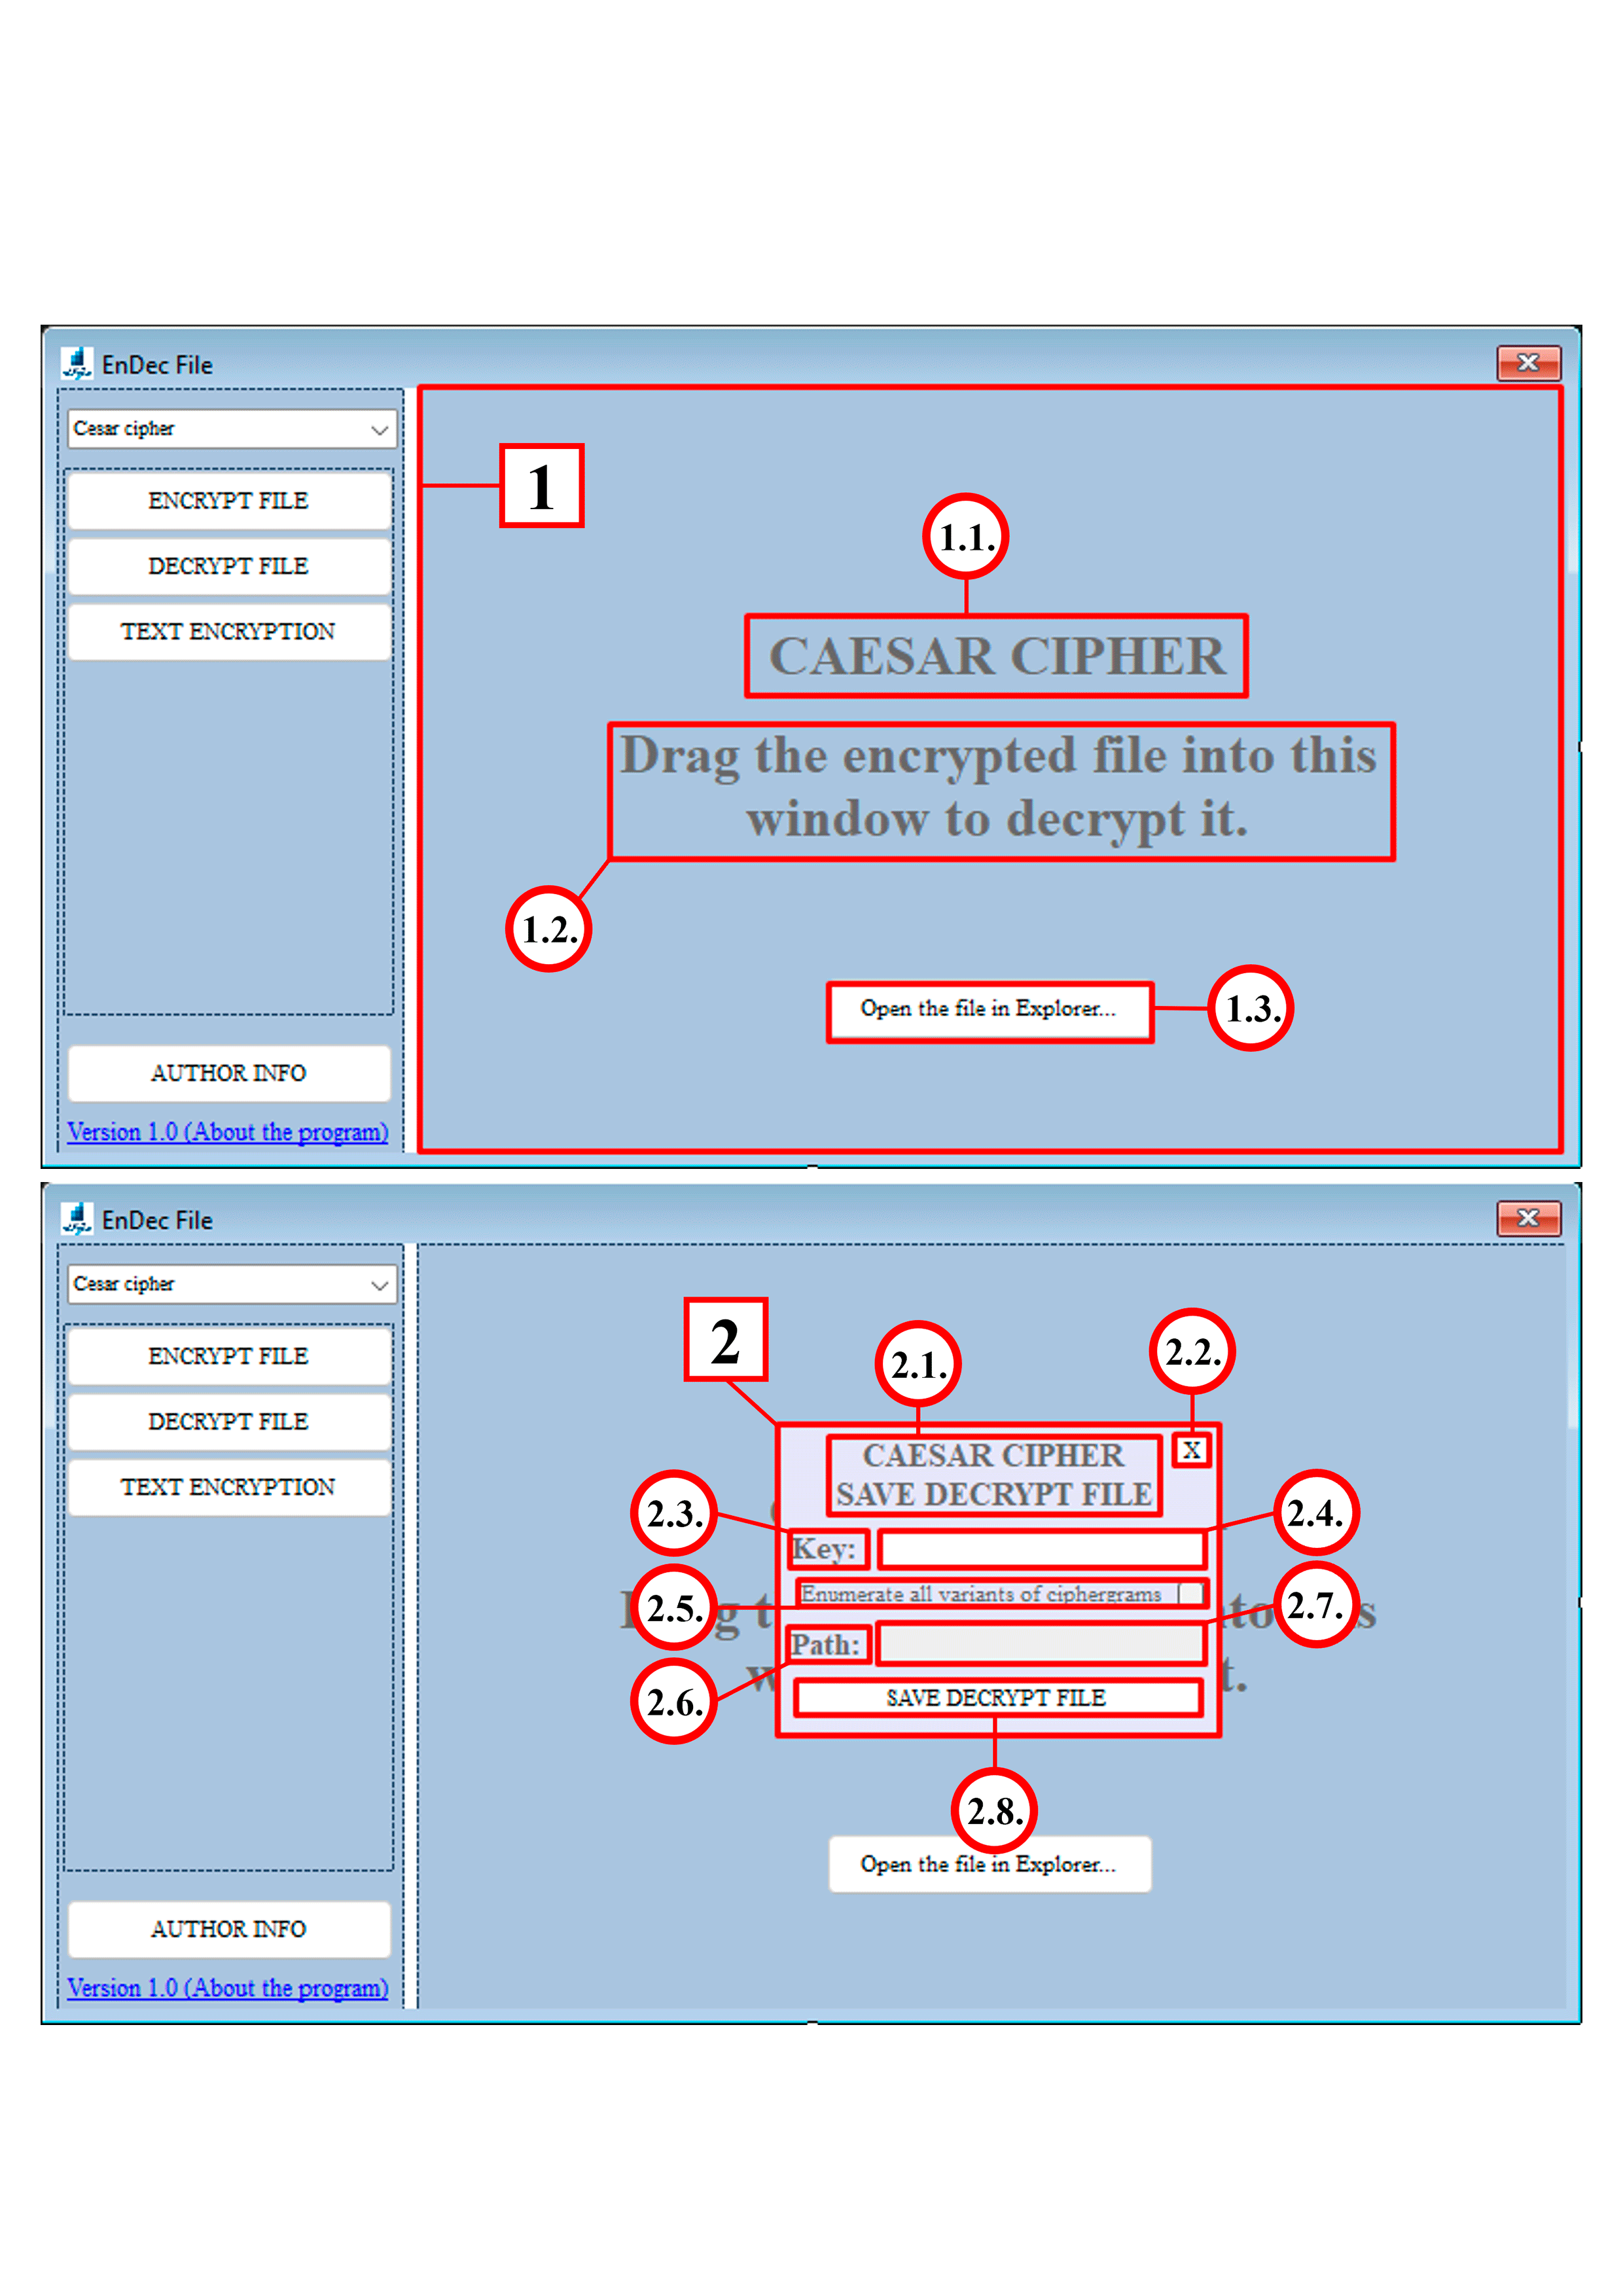 EnDec File
Cesar cipher
ENCRYPT FILE
DECRYPT FILE
TEXT ENCRYPTION
AUTHOR INFO
Version 1.0 (About the program)
1
1.1.
CAESAR CIPHER
Drag the encrypted file into this
window to decrypt it.
1.2.
Open the file in Explorer...
1.3.
EnDec File
Cesar cipher
ENCRYPT FILE
DECRYPT FILE
TEXT ENCRYPTION
AUTHOR INFO
Version 1.0 (About the program)
2
2.1.
2.2.
CAESAR CIPHER
X
SAVE DECRYPT FILE
2.3.
Key:
2.4.
2.5.
Enumerate all variants of ciphergrams
2.7.
Path:
2.6.
SAVE DECRYPT FILE
2.8.
Open the file in Explorer...